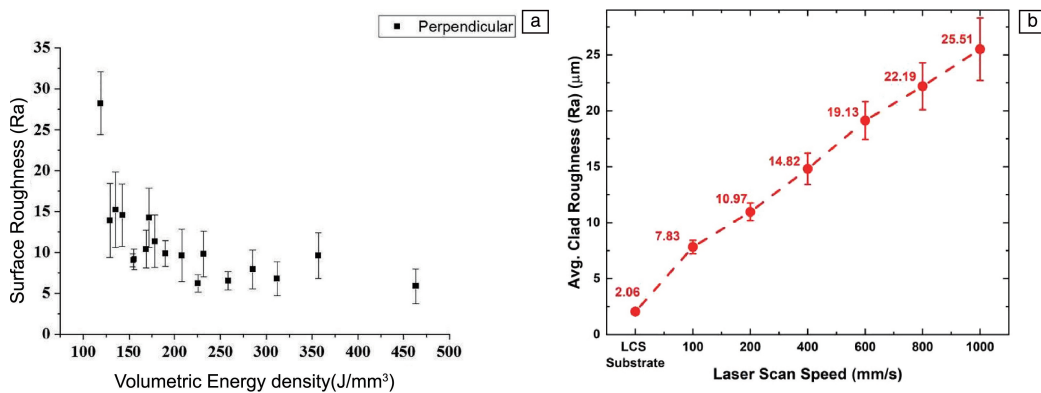 Perpendicular
a
35
30
25
20
15
10
5
0
Surface Roughness (Ra)
100 150 200 250 300 350 400 450 500
Volumetric Energy density(J/mm³)
b
25
20
15
10
5
0
Avg. Clad Roughness (Ra) (μm)
2.06
7.83
10.97
14.82
19.13
22.19
25.51
LCS Substrate
100 200 400 600 800 1000
Laser Scan Speed (mm/s)